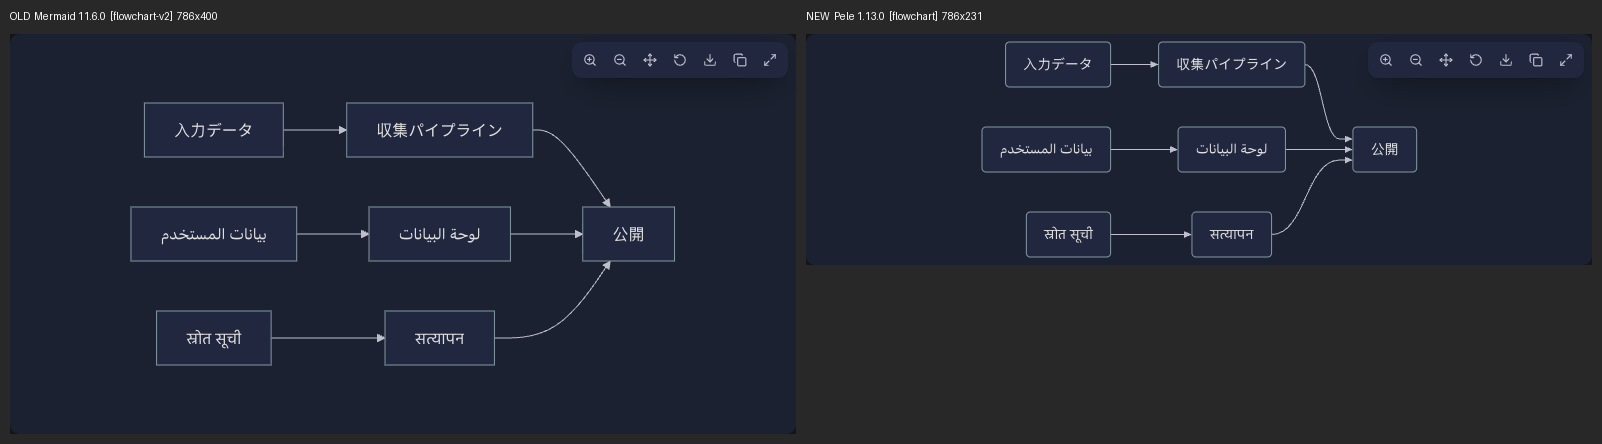 OLD Mermaid 11.6.0 [flowchart-v2] 786x400
入力データ
収集パイプライン
بيانات المستخدم
لوحة البيانات
公開
स्रोत सूची
सत्यापन
NEW Pele 1.13.0 [flowchart] 786x231
入力データ
収集パイプライン
بيانات المستخدم
لوحة البيانات
公開
स्रोत सूची
सत्यापन